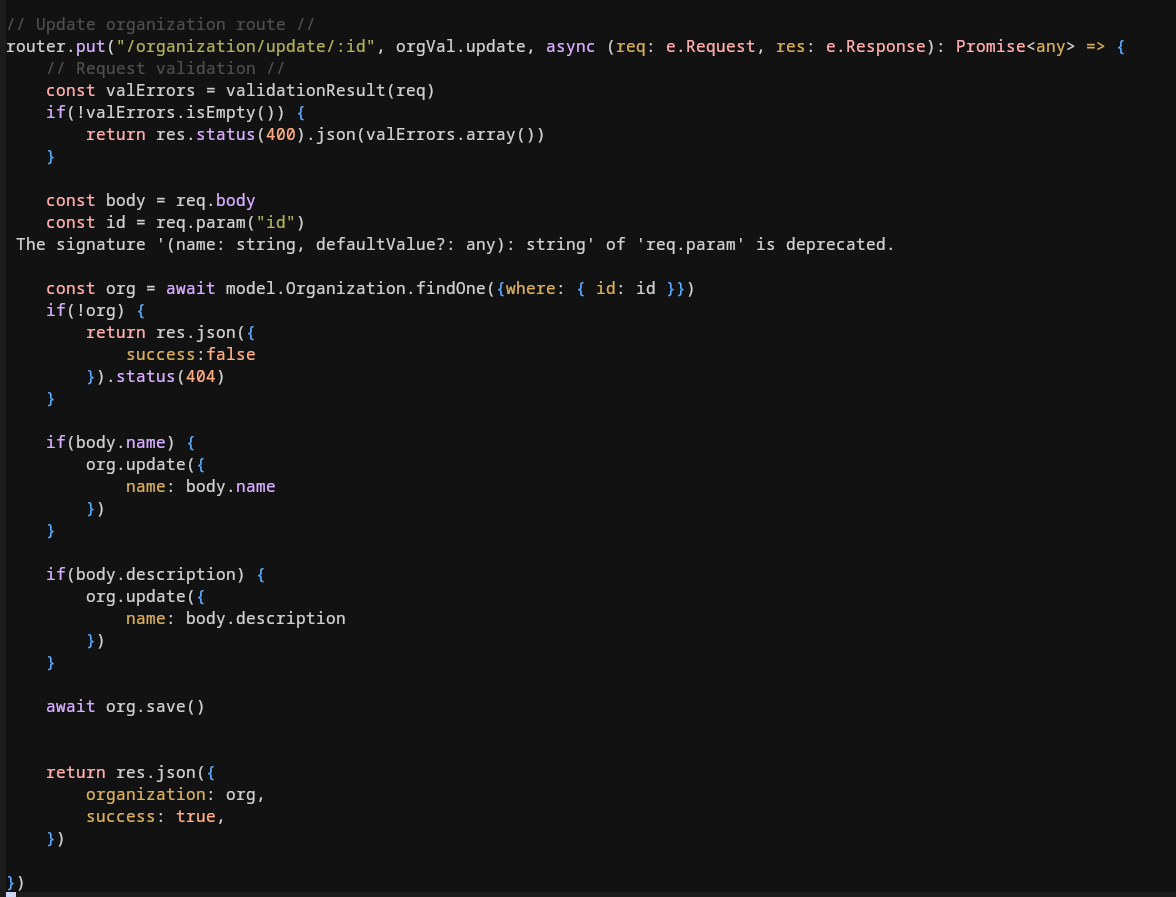 // Update organization route //
router.put("/organization/update/:id", orgVal.update, async (req: e.Request, res: e.Response): Promise<any> => {
    // Request validation //
    const valErrors = validationResult(req)
    if(!valErrors.isEmpty()) {
        return res.status(400).json(valErrors.array())
    }

    const body = req.body
    const id = req.param("id")
 The signature '(name: string, defaultValue?: any): string' of 'req.param' is deprecated.

    const org = await model.Organization.findOne({where: { id: id }})
    if(!org) {
        return res.json({
            success:false
        }).status(404)
    }

    if(body.name) {
        org.update({
            name: body.name
        })
    }

    if(body.description) {
        org.update({
            name: body.description
        })
    }

    await org.save()


    return res.json({
        organization: org,
        success: true,
    })

})